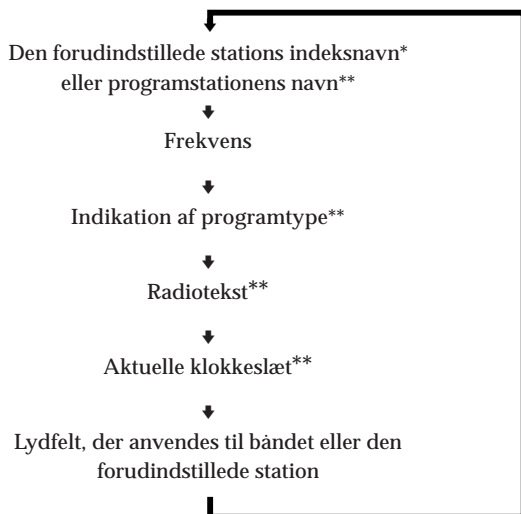 Den forudindstillede stations indeksnavn*
eller programstationens navn**
Frekvens
Indikation af programtype**
Radiotekst**
Aktuelle klokkeslæt**
Lydfelt, der anvendes til båndet eller den
forudindstillede station